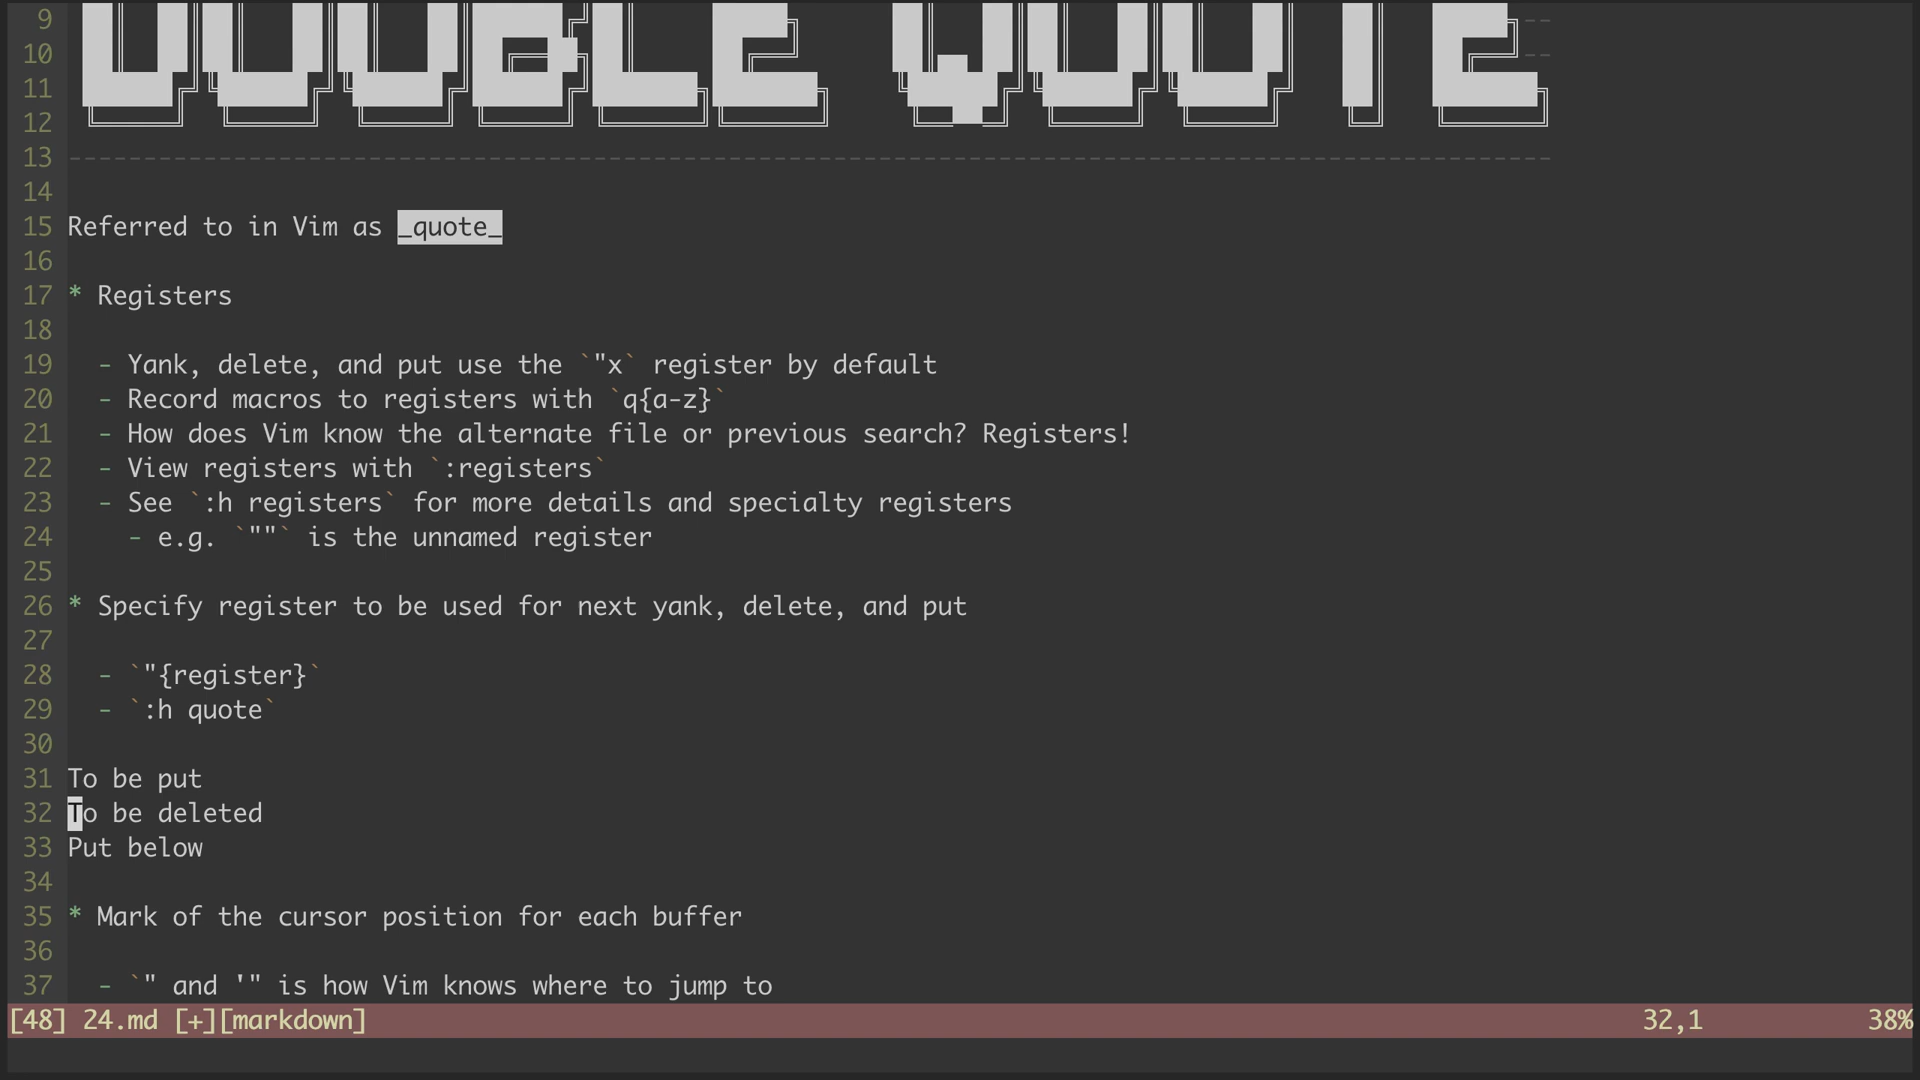 DOUBLE QUOTE
9
10
11
12
13
14
15 Referred to in Vim as _quote_
16
17 * Registers
18
19   - Yank, delete, and put use the `"x` register by default
20   - Record macros to registers with `q{a-z}`
21   - How does Vim know the alternate file or previous search? Registers!
22   - View registers with `:registers`
23   - See `:h registers` for more details and specialty registers
24     - e.g. `""` is the unnamed register
25
26 * Specify register to be used for next yank, delete, and put
27
28   - `"{register}`
29   - `:h quote`
30
31 To be put
32 To be deleted
33 Put below
34
35 * Mark of the cursor position for each buffer
36
37   - `" and '" is how Vim knows where to jump to
[48] 24.md [+][markdown] 32,1 38%